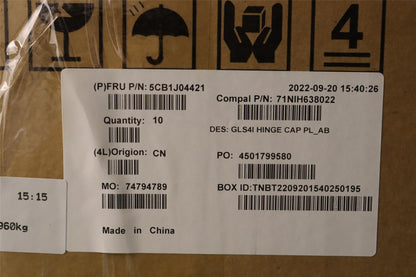 4
(P)FRU P/N: 5CB1J04421
2022-09-20 15:40:26
Compal P/N: 71NIH638022
Quantity: 10
DES: GLS4I HINGE CAP PL_AB
(4L)Origin: CN
PO: 4501799580
MO: 74794789
BOX ID:TNBT2209201540250195
Made in China
15:15
960kg